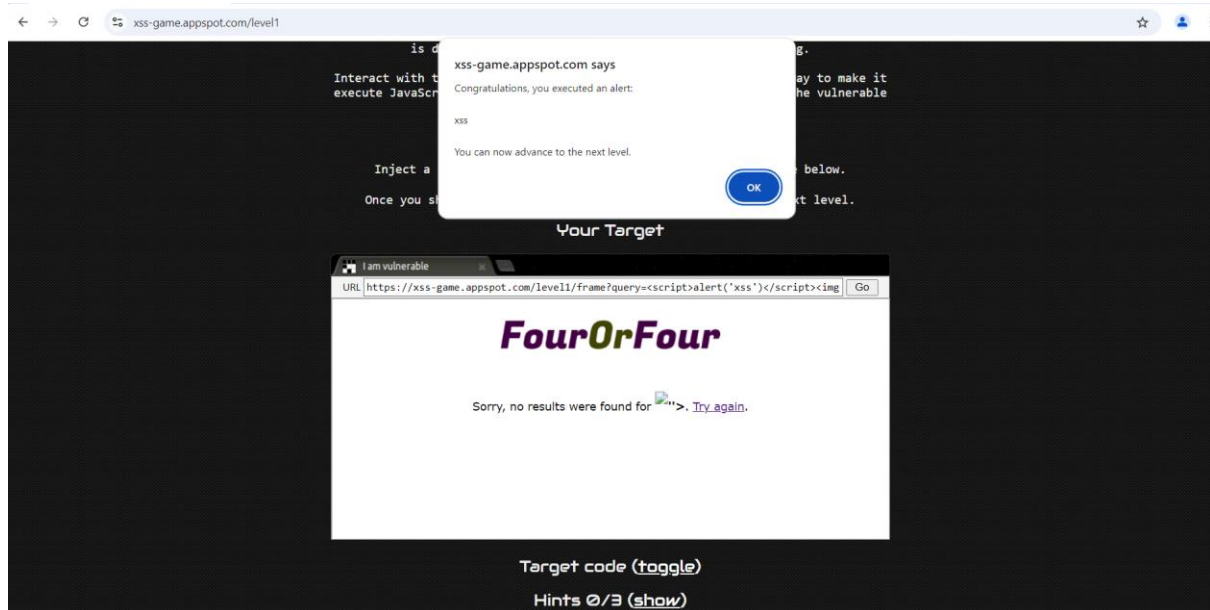 xss-game.appspot.com/level1
is d
g.
xss-game.appspot.com says
Interact with t
ay to make it
Congratulations, you executed an alert:
execute JavaScr
he vulnerable
xss
You can now advance to the next level.
Inject a
below.
OK
Once you s
t level.
Your Target
I am vulnerable
URL https://xss-game.appspot.com/level1/frame?query=<script>alert('xss')</script><img Go
FourOrFour
Sorry, no results were found for '">. Try again.
Target code (toggle)
Hints 0/3 (show)